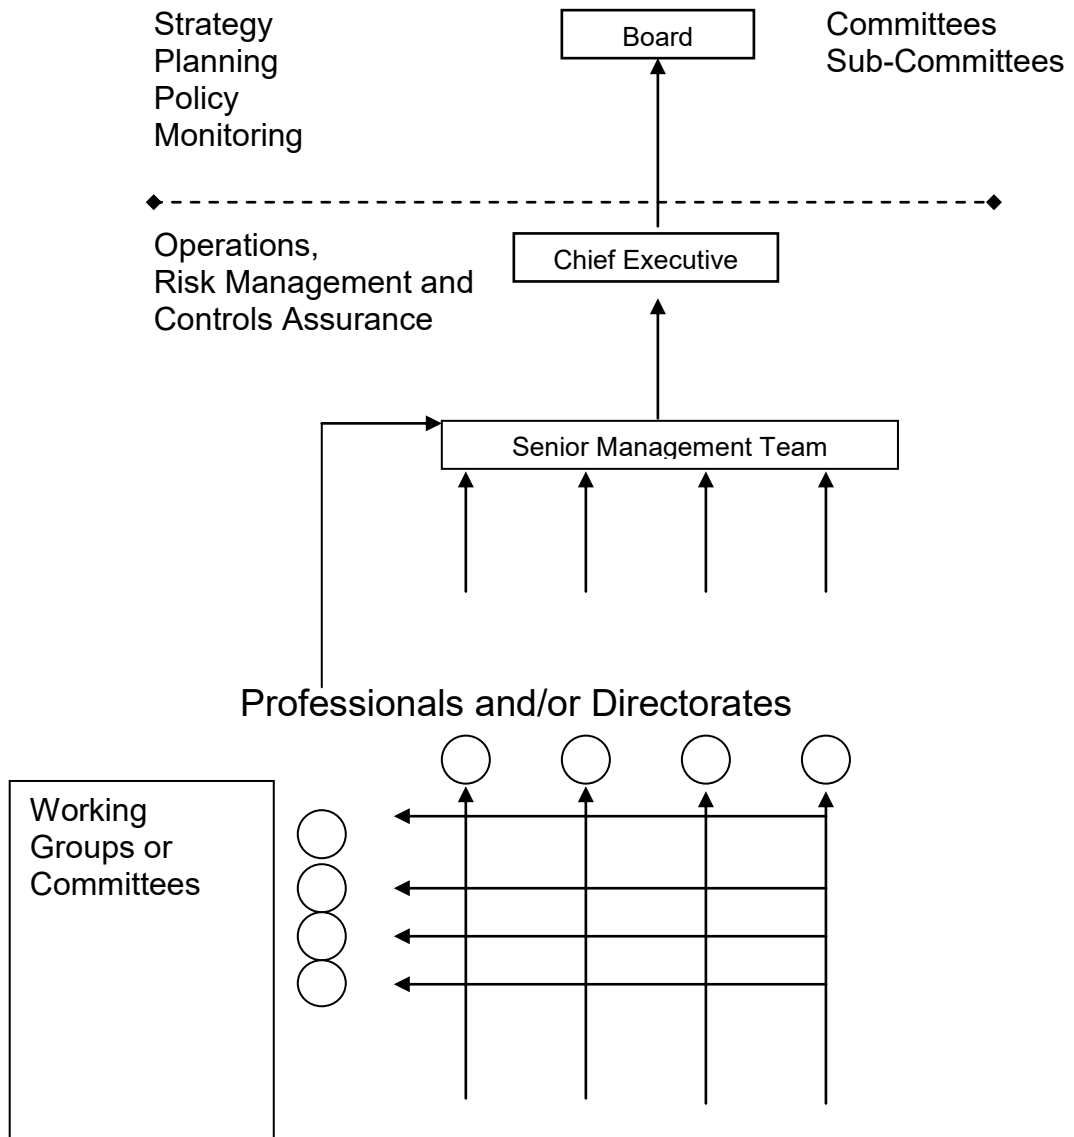 Strategy
Planning
Policy
Monitoring
Board
Committees
Sub-Committees
Operations,
Risk Management and
Controls Assurance
Chief Executive
Senior Management Team
Professionals and/or Directorates
Working
Groups or
Committees